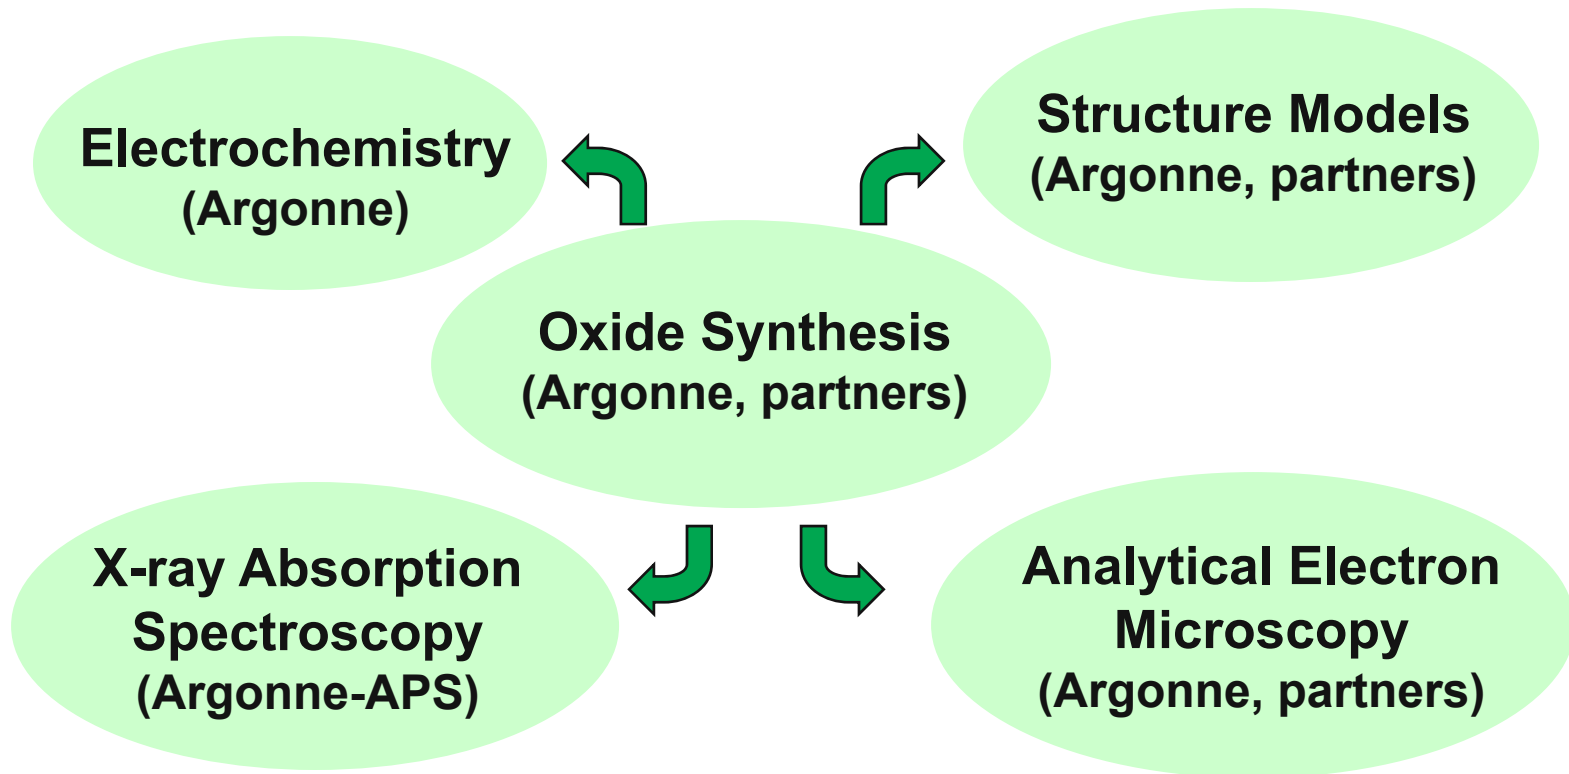 Electrochemistry
(Argonne)
Structure Models
(Argonne, partners)
Oxide Synthesis
(Argonne, partners)
X-ray Absorption
Spectroscopy
(Argonne-APS)
Analytical Electron
Microscopy
(Argonne, partners)